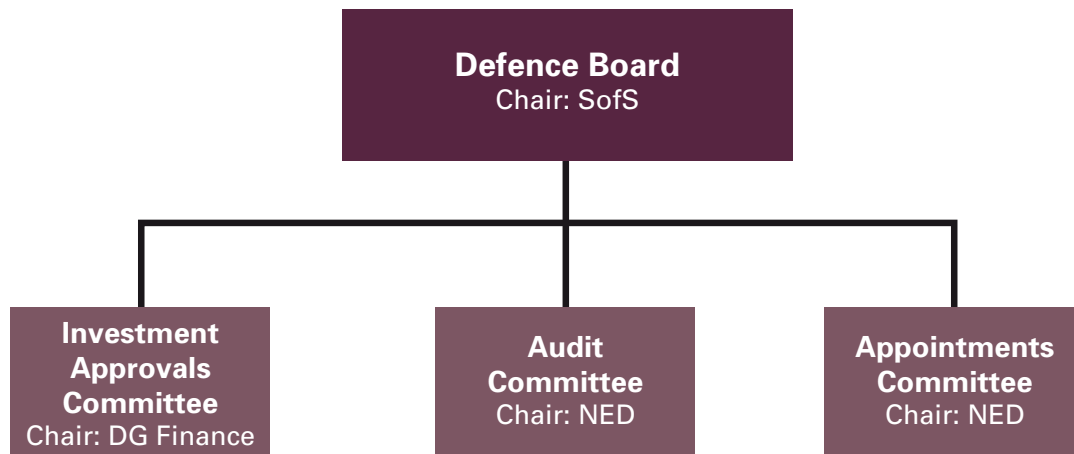 Defence Board
Chair: SofS
Investment
Approvals
Committee
Chair: DG Finance
Audit
Committee
Chair: NED
Appointments
Committee
Chair: NED